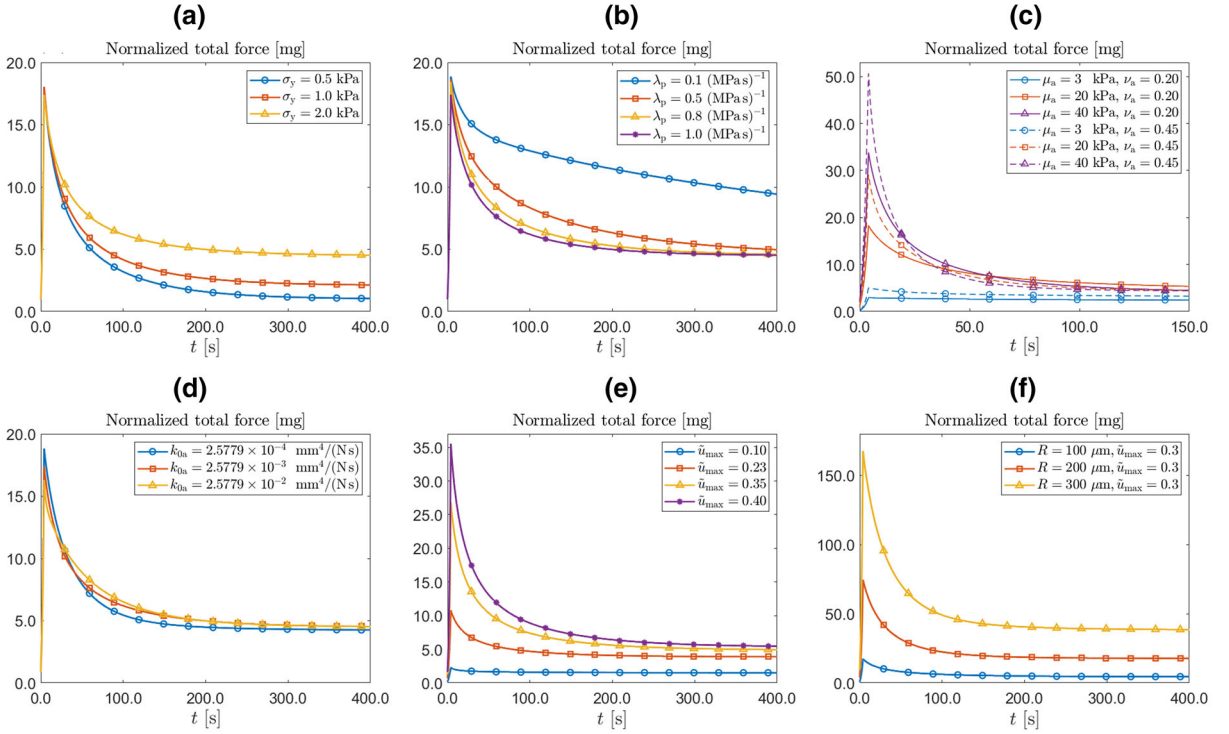 (a)
Normalized total force [mg]
20.0
15.0
10.0
5.0
0.0
0.0 100.0 200.0 300.0 400.0
t [s]
σy = 0.5 kPa
σy = 1.0 kPa
σy = 2.0 kPa
(b)
Normalized total force [mg]
20.0
15.0
10.0
5.0
0.0
0.0 100.0 200.0 300.0 400.0
t [s]
λp = 0.1 (MPa s)⁻¹
λp = 0.5 (MPa s)⁻¹
λp = 0.8 (MPa s)⁻¹
λp = 1.0 (MPa s)⁻¹
(c)
Normalized total force [mg]
50.0
40.0
30.0
20.0
10.0
0.0
0.0 50.0 100.0 150.0
t [s]
μa = 3 kPa, νa = 0.20
μa = 20 kPa, νa = 0.20
μa = 40 kPa, νa = 0.20
μa = 3 kPa, νa = 0.45
μa = 20 kPa, νa = 0.45
μa = 40 kPa, νa = 0.45
(d)
Normalized total force [mg]
20.0
15.0
10.0
5.0
0.0
0.0 100.0 200.0 300.0 400.0
t [s]
k0a = 2.5779 × 10⁻⁴ mm⁴/(Ns)
k0a = 2.5779 × 10⁻³ mm⁴/(Ns)
k0a = 2.5779 × 10⁻² mm⁴/(Ns)
(e)
Normalized total force [mg]
35.0
30.0
25.0
20.0
15.0
10.0
5.0
0.0
0.0 100.0 200.0 300.0 400.0
t [s]
ũmax = 0.10
ũmax = 0.23
ũmax = 0.35
ũmax = 0.40
(f)
Normalized total force [mg]
150.0
100.0
50.0
0.0
0.0 100.0 200.0 300.0 400.0
t [s]
R = 100 μm, ũmax = 0.3
R = 200 μm, ũmax = 0.3
R = 300 μm, ũmax = 0.3